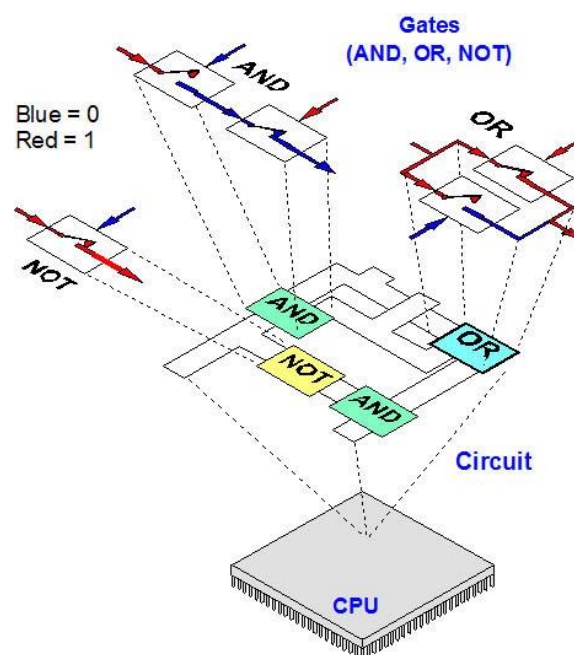 Gates
(AND, OR, NOT)
AND
OR
Blue = 0
Red = 1
NOT
AND
OR
NOT
AND
Circuit
CPU